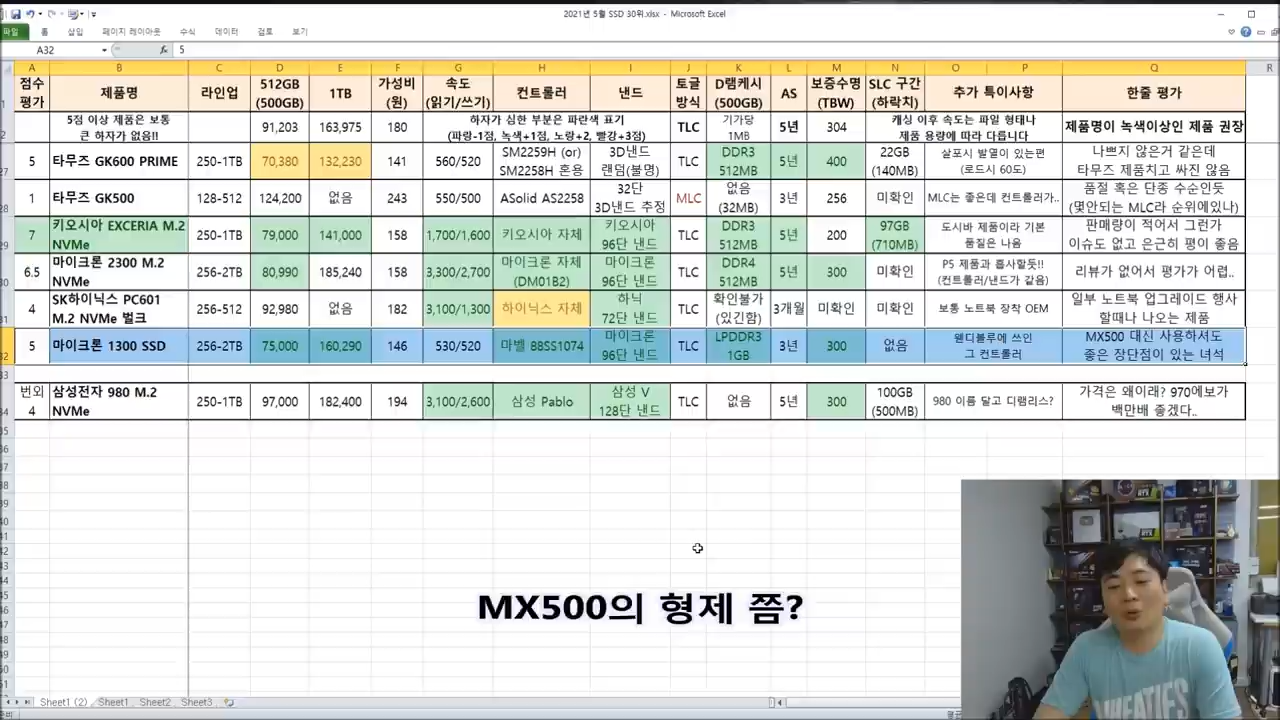 2021년 5월 SSD 30위.xlsx - Microsoft Excel
파일 홈 삽입 페이지 레이아웃 수식 데이터 검토 보기
A32 fx 5
A B C D E F G H I J K L M N O P Q R
점수 평가 제품명 라인업 512GB (500GB) 1TB 가성비 (원) 속도 (읽기/쓰기) 컨트롤러 낸드 토글 방식 D램캐시 (500GB) AS 보증수명 (TBW) SLC 구간 (하락치) 추가 특이사항 한줄 평가
5점 이상 제품은 보통 큰 하자가 없음!! 91,203 163,975 180 하자가 심한 부분은 파란색 표기 (파랑-1점, 녹색+1점, 노랑+2, 빨강+3점) TLC 기가당 1MB 5년 304 캐싱 이후 속도는 파일 형태나 제품 용량에 따라 다릅니다 제품명이 녹색이상인 제품 권장
5 타무즈 GK600 PRIME 250-1TB 70,380 132,230 141 560/520 SM2259H (or) SM2258H 혼용 3D낸드 랜덤(불명) TLC DDR3 512MB 5년 400 22GB (140MB) 살포시 발열이 있는편 (로드시 60도) 나쁘지 않은거 같은데 타무즈 제품치고 싸진 않음
1 타무즈 GK500 128-512 124,200 없음 243 550/500 ASolid AS2258 32단 3D낸드 추정 MLC 없음 (32MB) 3년 256 미확인 MLC는 좋은데 컨트롤러가.. 품절 혹은 단종 수순인듯 (몇안되는 MLC라 순위에있나)
7 키오시아 EXCERIA M.2 NVMe 250-1TB 79,000 141,000 158 1,700/1,600 키오시아 자체 키오시아 96단 낸드 TLC DDR3 512MB 5년 200 97GB (710MB) 도시바 제품이라 기본 품질은 나음 판매량이 적어서 그런가 이슈도 없고 은근히 평이 좋음
6.5 마이크론 2300 M.2 NVMe 256-2TB 80,990 185,240 158 3,300/2,700 마이크론 자체 (DM01B2) 마이크론 96단 낸드 TLC DDR4 512MB 5년 300 미확인 P5 제품과 흡사할듯!! (컨트롤러/낸드가 같음) 리뷰가 없어서 평가가 어렵..
4 SK하이닉스 PC601 M.2 NVMe 벌크 256-512 92,980 없음 182 3,100/1,300 하이닉스 자체 하닉 72단 낸드 TLC 확인불가 (있긴함) 3개월 미확인 미확인 보통 노트북 장착 OEM 일부 노트북 업그레이드 행사 할때나 나오는 제품
5 마이크론 1300 SSD 256-2TB 75,000 160,290 146 530/520 마벨 88SS1074 마이크론 96단 낸드 TLC LPDDR3 1GB 3년 300 없음 웬디블루에 쓰인 그 컨트롤러 MX500 대신 사용하셔도 좋은 장단점이 있는 녀석
번외 4 삼성전자 980 M.2 NVMe 250-1TB 97,000 182,400 194 3,100/2,600 삼성 Pablo 삼성 V 128단 낸드 TLC 없음 5년 300 100GB (500MB) 980 이름 달고 디램리스? 가격은 왜이래? 970에보가 백만배 좋겠다..
MX500의 형제 쯤?
Sheet1 (2) Sheet1 Sheet2 Sheet3